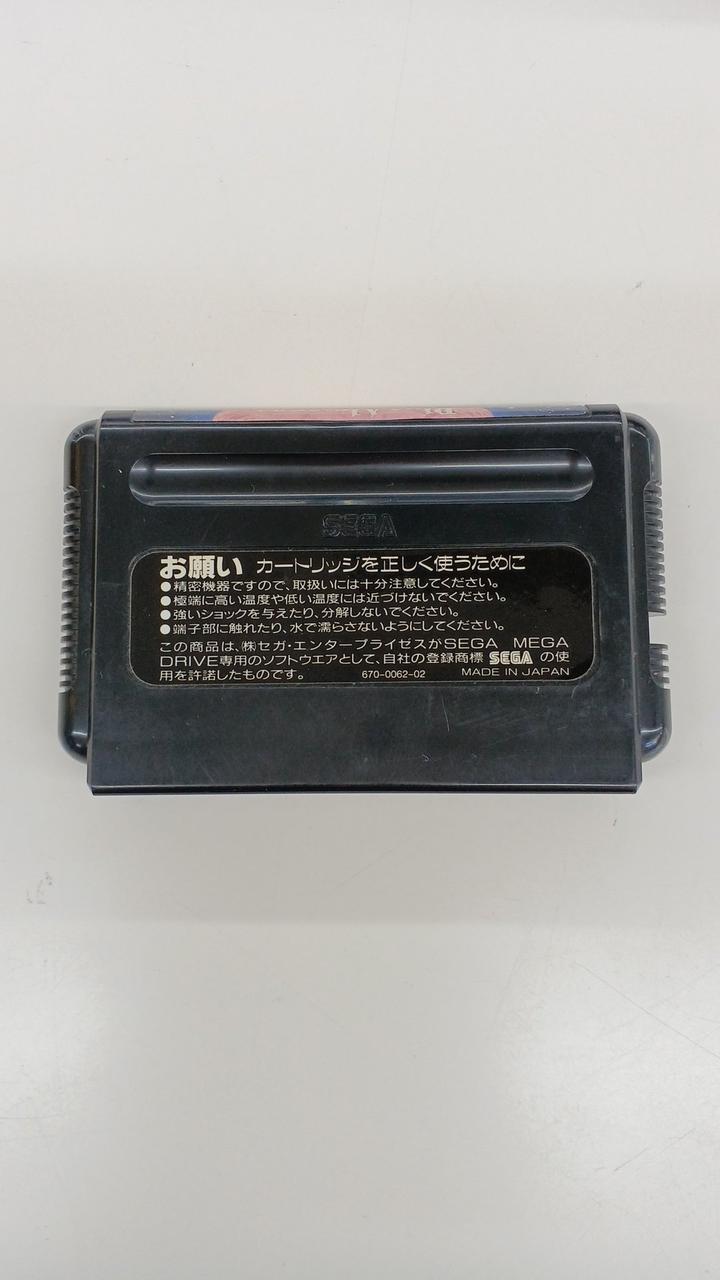 SEGA
お願い カートリッジを正しく使うために
●精密機器ですので、取扱いには十分注意してください。
●極端に高い温度や低い温度には近づけないでください。
●強いショックを与えたり、分解しないでください。
●端子部に触れたり、水で濡らさないようにしてください。
この商品は、㈱セガ・エンタープライゼスがSEGA MEGA
DRIVE専用のソフトウエアとして、自社の登録商標 SEGA の使
用を許諾したものです。 670-0062-02 MADE IN JAPAN